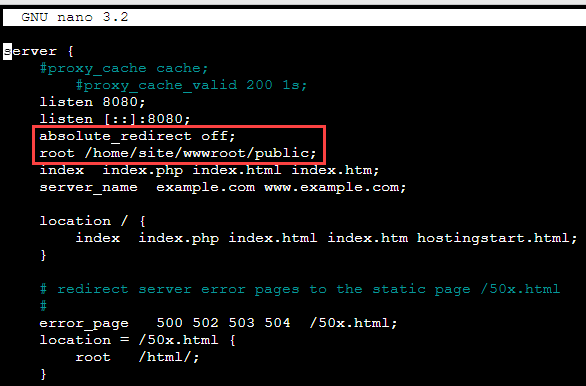 GNU nano 3.2
server {
#proxy_cache cache;
#proxy_cache_valid 200 1s;
listen 8080;
listen [::]:8080;
absolute_redirect off;
root /home/site/wwwroot/public;
index  index.php index.html index.htm;
server_name  example.com www.example.com;
location / {
index  index.php index.html index.htm hostingstart.html;
}
# redirect server error pages to the static page /50x.html
#
error_page   500 502 503 504  /50x.html;
location = /50x.html {
root   /html/;
}